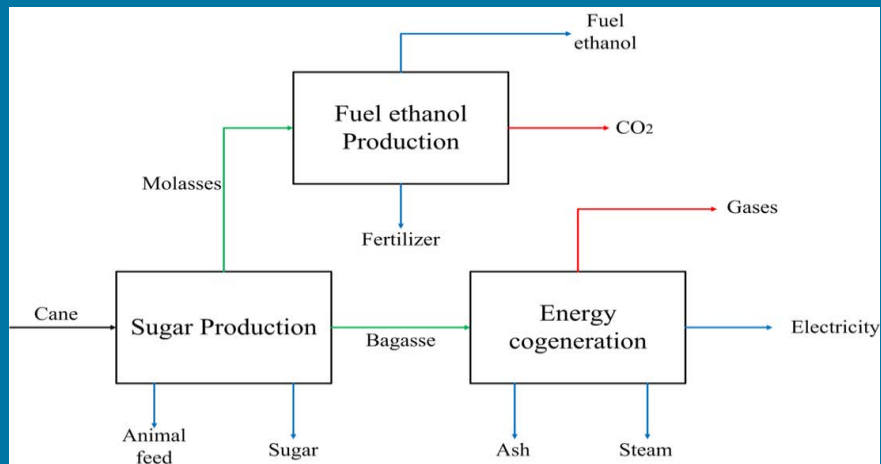 Fuel
ethanol
Fuel ethanol
Production
CO2
Molasses
Fertilizer
Gases
Cane
Sugar Production
Bagasse
Energy
cogeneration
Electricity
Animal
feed
Sugar
Ash
Steam